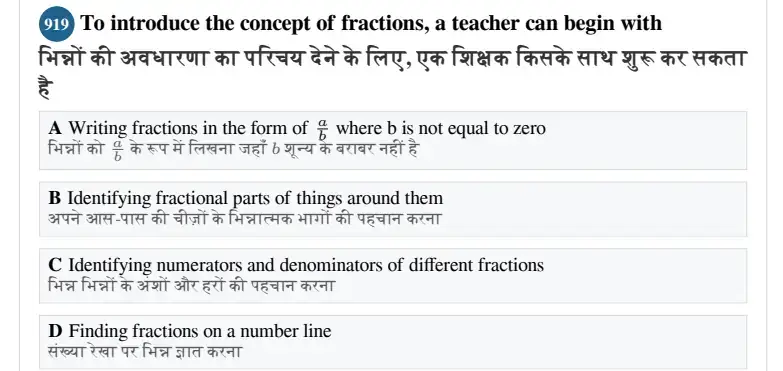 919 To introduce the concept of fractions, a teacher can begin with
भिन्नों की अवधारणा का परिचय देने के लिए, एक शिक्षक किसके साथ शुरू कर सकता
है
A Writing fractions in the form of a/b where b is not equal to zero
भिन्नों को a/b के रूप में लिखना जहाँ b शून्य के बराबर नहीं है
B Identifying fractional parts of things around them
अपने आस-पास की चीज़ों के भिन्नात्मक भागों की पहचान करना
C Identifying numerators and denominators of different fractions
भिन्न भिन्नों के अंशों और हरों की पहचान करना
D Finding fractions on a number line
संख्या रेखा पर भिन्न ज्ञात करना